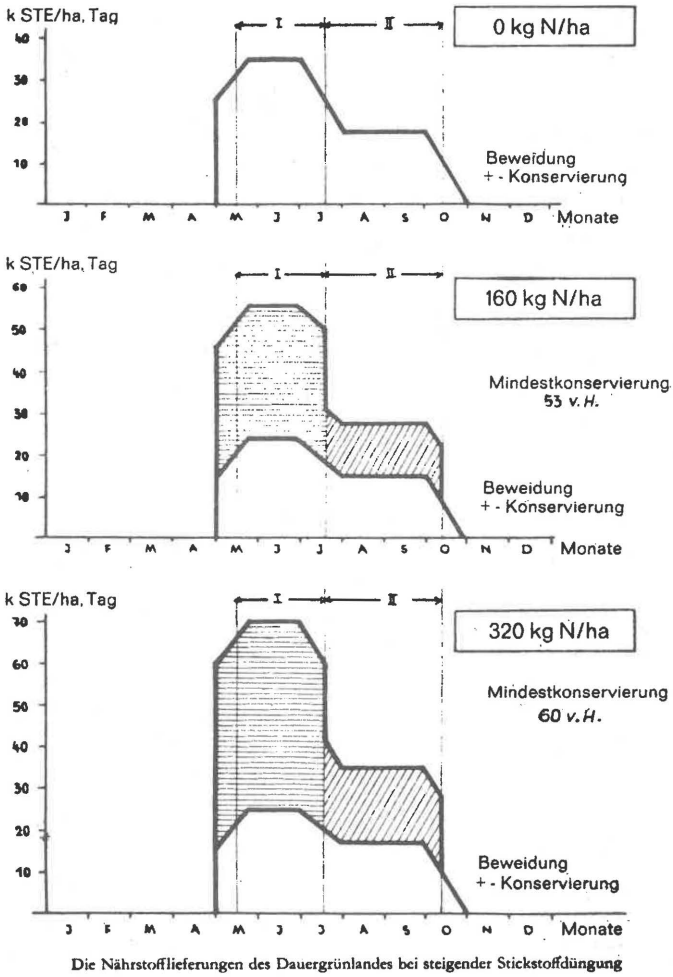 k STE/ha, Tag
I II
0 kg N/ha
40
30
20
10
Beweidung
+ - Konservierung
J F M A M J J A S O N D Monate
k STE/ha, Tag
I II
160 kg N/ha
60
50
40
30
20
10
Mindestkonservierung
53 v.H.
Beweidung
+ - Konservierung
J F M A M J J A S O N D Monate
k STE/ha, Tag
I II
320 kg N/ha
70
60
50
40
30
20
10
Mindestkonservierung
60 v.H.
Beweidung
+ - Konservierung
J F M A M J J A S O N D Monate
Die Nährstofflieferungen des Dauergrünlandes bei steigender Stickstoffdüngung